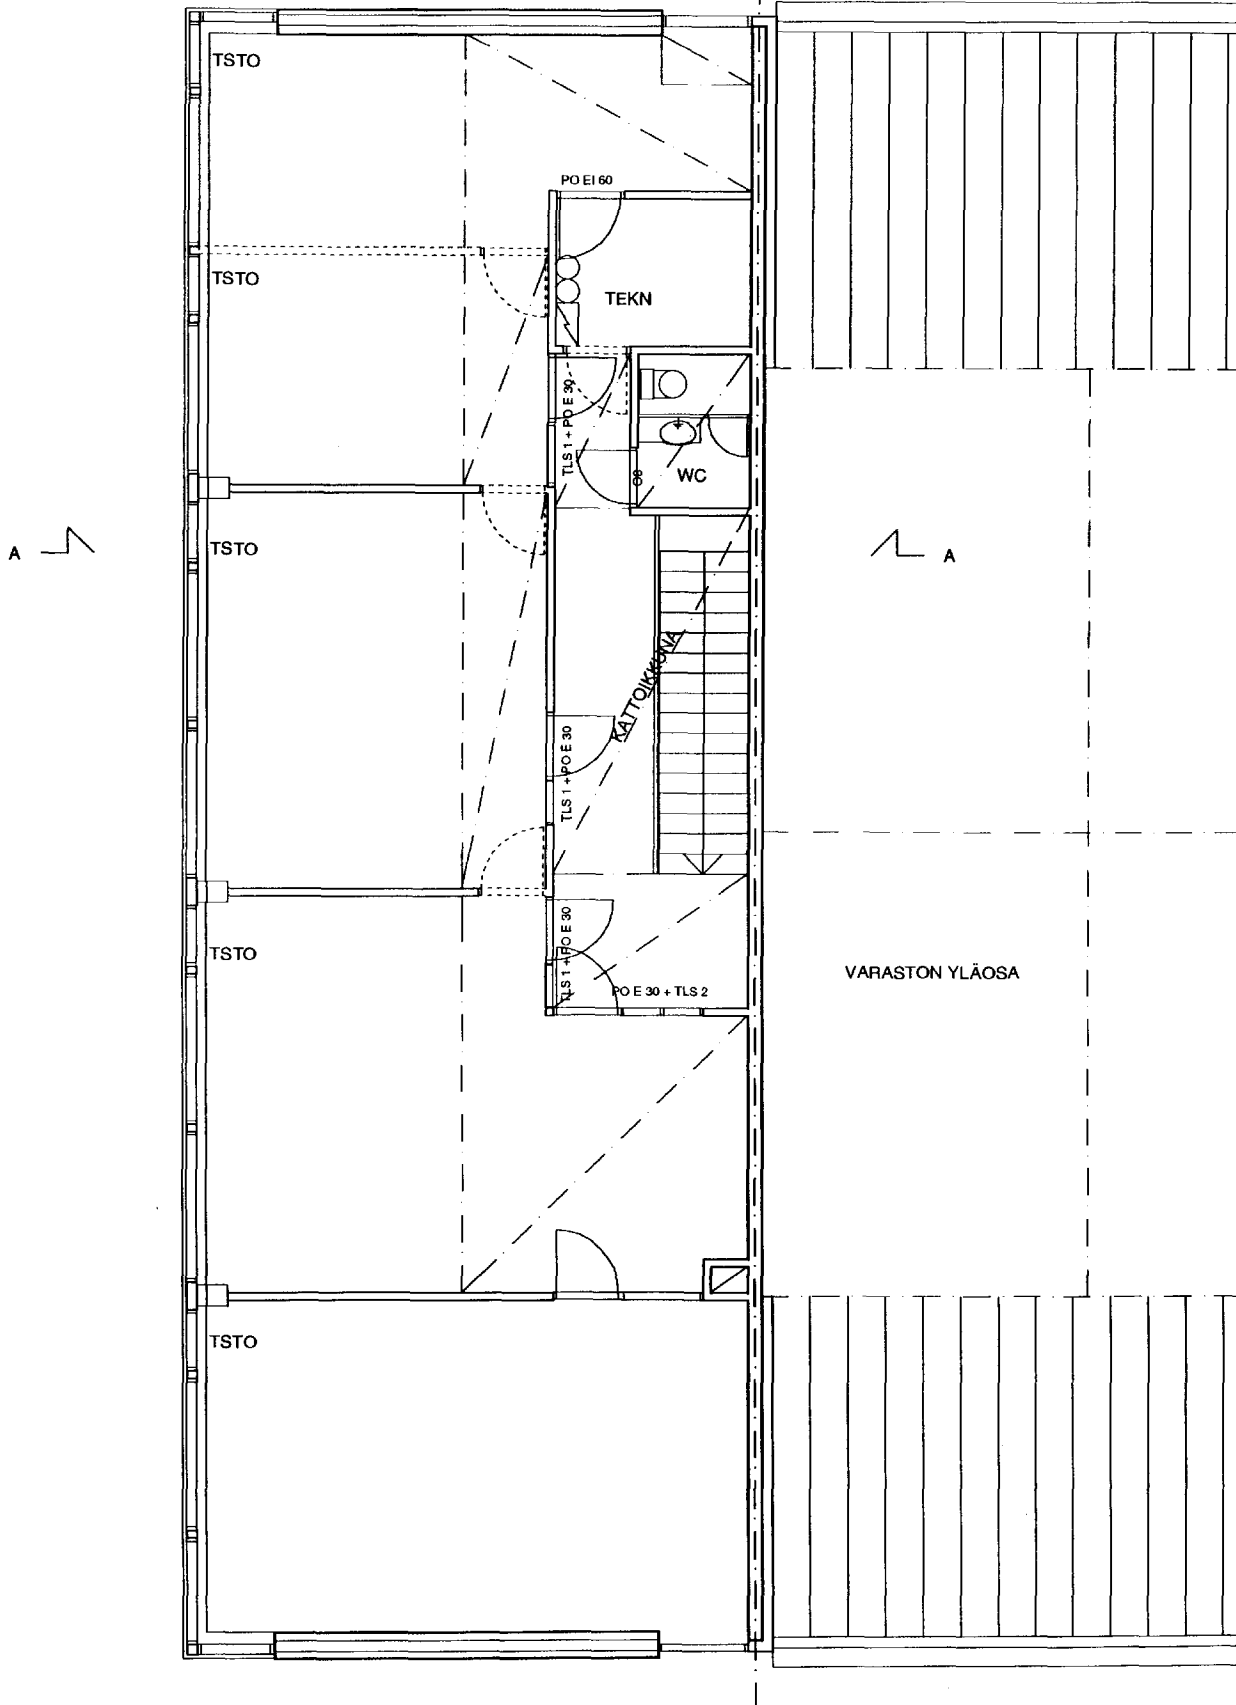 TSTO
PO EI 60
TSTO
TEKN
TLS 1 + PO E 30
WC
A
TSTO
A
KATTOIKKUNA
TLS 1 + PO E 30
TLS 1 + PO E 30
TSTO
PO E 30 + TLS 2
VARASTON YLÄOSA
TSTO